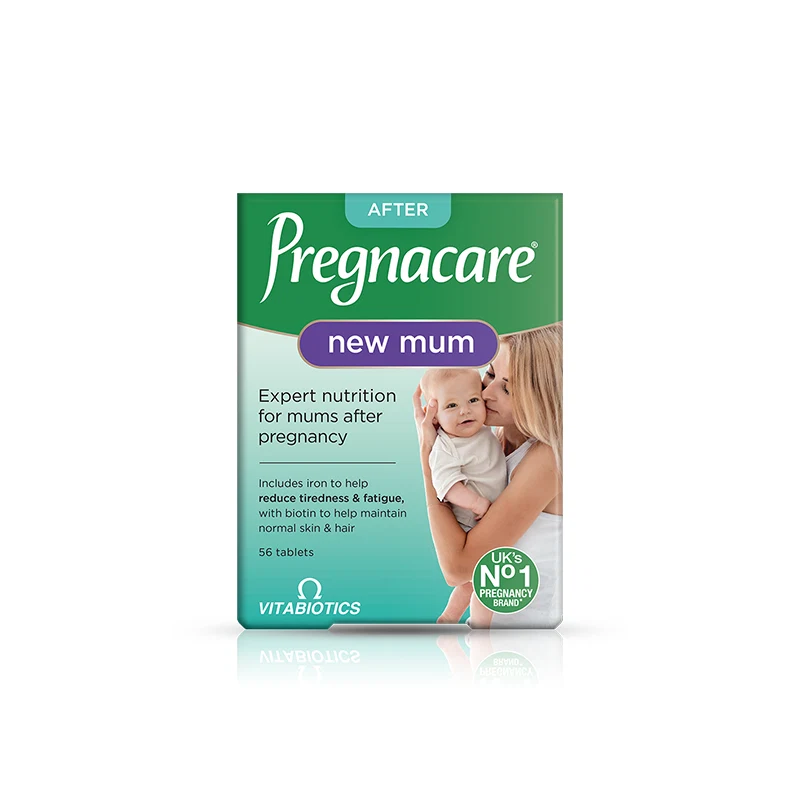 AFTER
Pregnacare®
new mum
Expert nutrition
for mums after
pregnancy
Includes iron to help
reduce tiredness & fatigue,
with biotin to help maintain
normal skin & hair
56 tablets
VITABIOTICS
UK's
Nº1
PREGNANCY
BRAND*